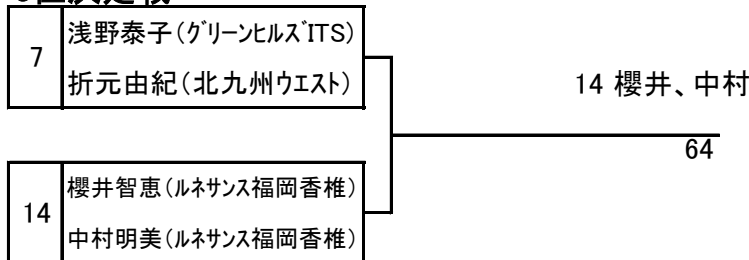 7
浅野泰子(グリーンヒルズITS)
折元由紀(北九州ウエスト)
14 櫻井、中村
64
14
櫻井智恵(ルネサンス福岡香椎)
中村明美(ルネサンス福岡香椎)